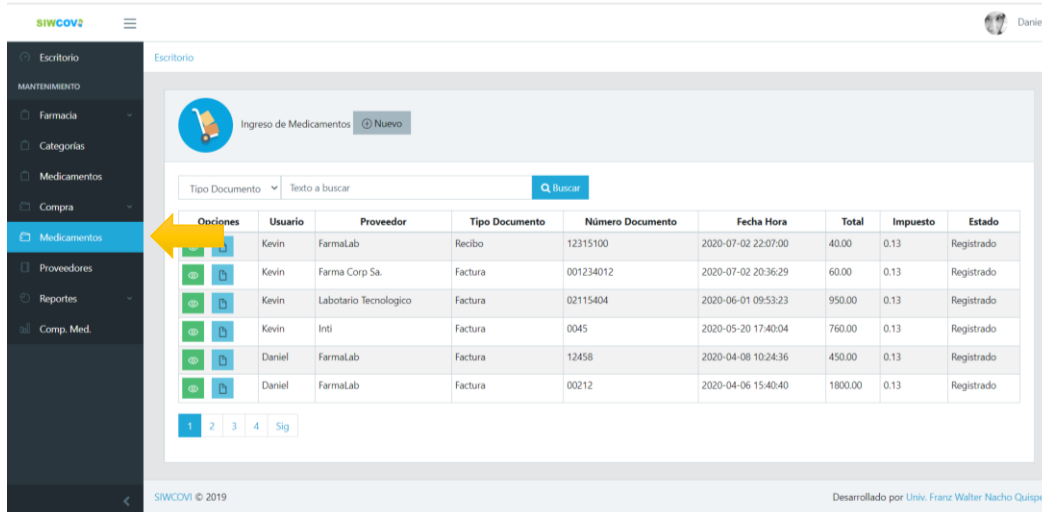 SIWCOVI
Danie
Escritorio
MANTENIMIENTO
Farmacia
Categorías
Medicamentos
Compra
Medicamentos
Proveedores
Reportes
Comp. Med.
Escritorio
Ingreso de Medicamentos Nuevo
Tipo Documento Texto a buscar Buscar
Opciones Usuario Proveedor Tipo Documento Número Documento Fecha Hora Total Impuesto Estado
Kevin FarmaLab Recibo 12315100 2020-07-02 22:07:00 40.00 0.13 Registrado
Kevin Farma Corp Sa. Factura 001234012 2020-07-02 20:36:29 60.00 0.13 Registrado
Kevin Labotario Tecnologico Factura 02115404 2020-06-01 09:53:23 950.00 0.13 Registrado
Kevin Inti Factura 0045 2020-05-20 17:40:04 760.00 0.13 Registrado
Daniel FarmaLab Factura 12458 2020-04-08 10:24:36 450.00 0.13 Registrado
Daniel FarmaLab Factura 00212 2020-04-06 15:40:40 1800.00 0.13 Registrado
1 2 3 4 Sig
SIWCOVI © 2019 Desarrollado por Univ. Franz Walter Nacho Quispe